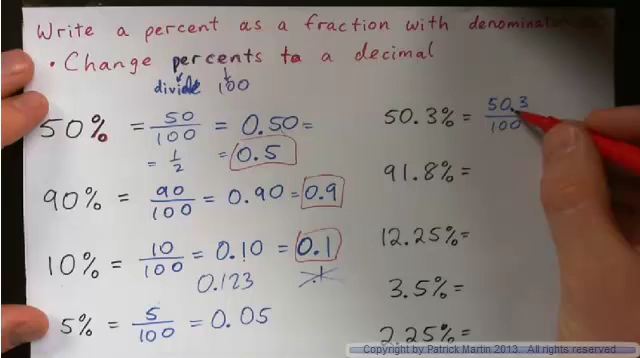 Write a percent as a fraction with
• Change percents to a decimal
divide 100
50% = 50/100 = 0.50 =
= 1/2 = 0.5
90% = 90/100 = 0.90 = 0.9
10% = 10/100 = 0.10 = 0.1
0.123 .1
5% = 5/100 = 0.05
50.3% = 50.3/100
91.8% =
12.25% =
3.5% =
2.25% =
Copyright by Patrick Martin 2013. All rights reserved